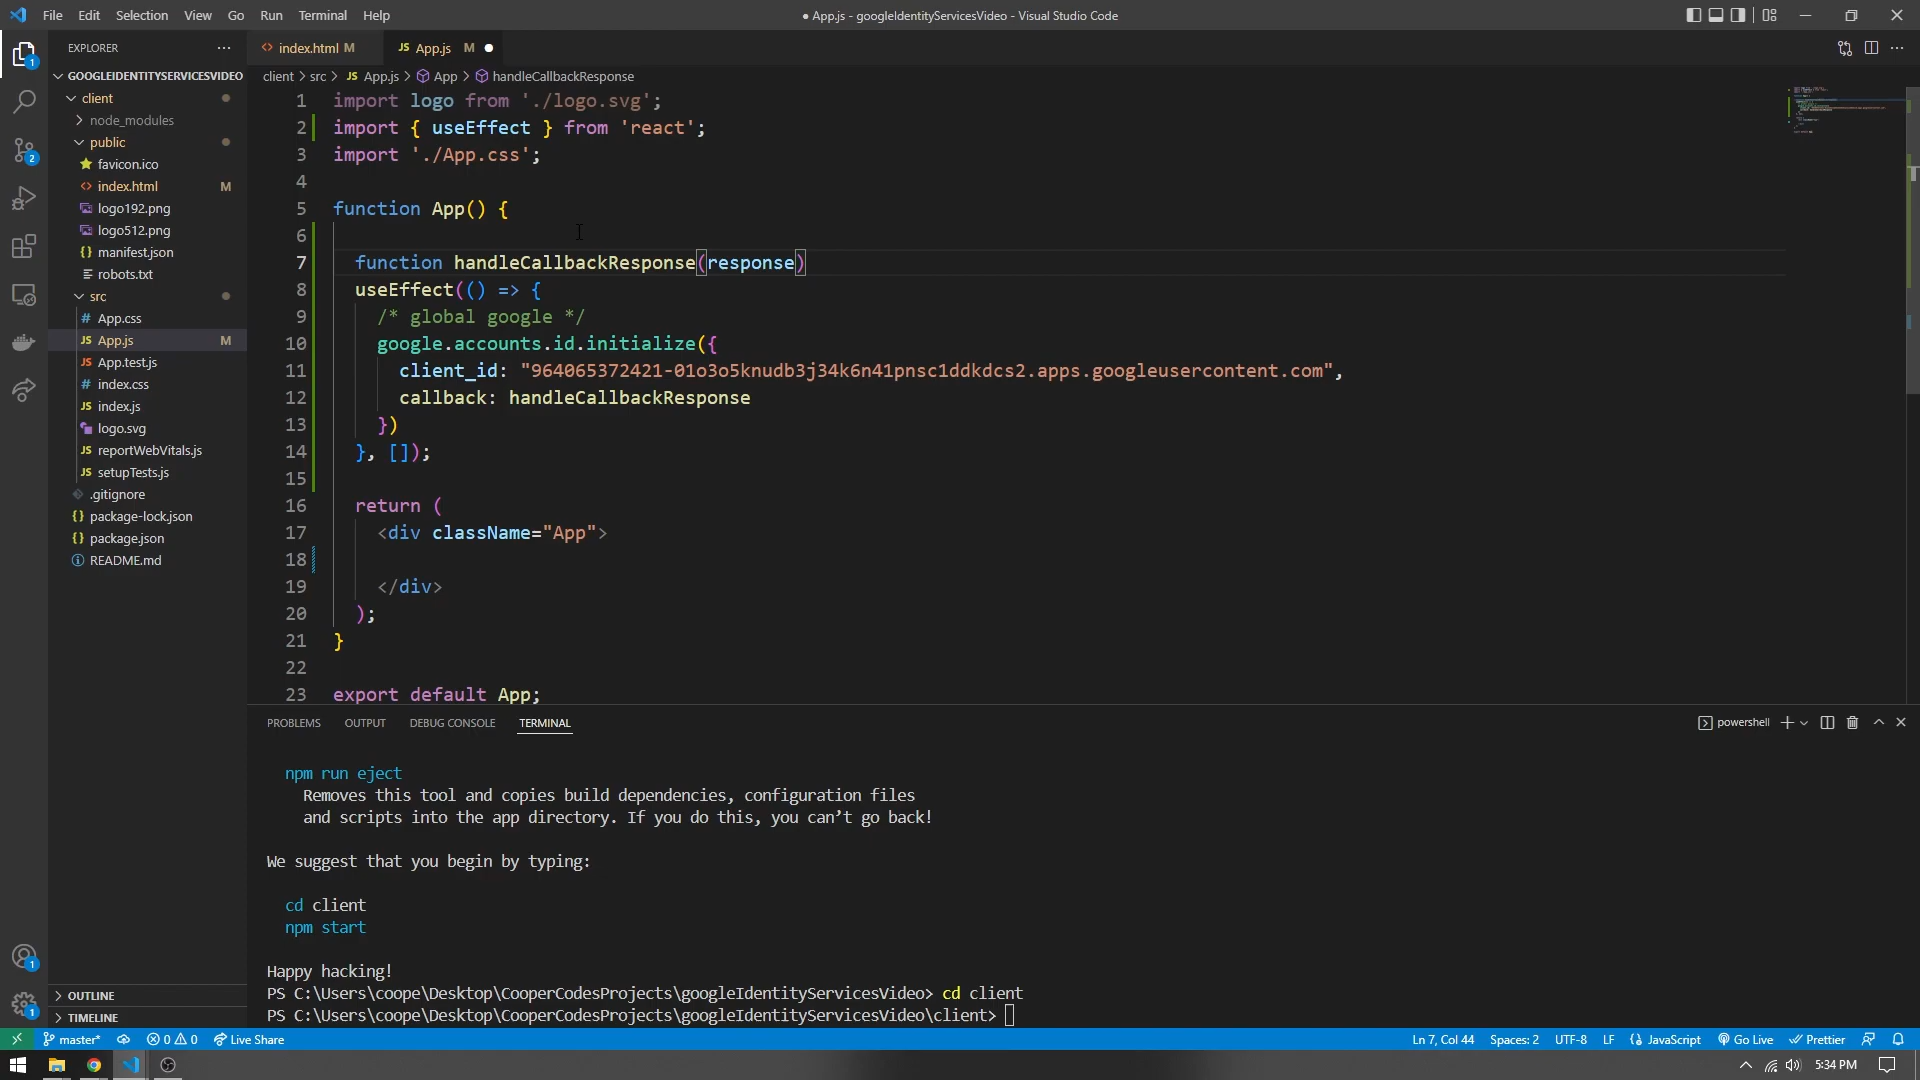 File Edit Selection View Go Run Terminal Help
● App.js - googleIdentityServicesVideo - Visual Studio Code
EXPLORER
GOOGLEIDENTITYSERVICESVIDEO
client
node_modules
public
favicon.ico
index.html M
logo192.png
logo512.png
manifest.json
robots.txt
src
App.css
App.js M
App.test.js
index.css
index.js
logo.svg
reportWebVitals.js
setupTests.js
.gitignore
package-lock.json
package.json
README.md
OUTLINE
TIMELINE
index.html M
JS App.js M
client > src > JS App.js > App > handleCallbackResponse
1 import logo from './logo.svg';
2 import { useEffect } from 'react';
3 import './App.css';
4
5 function App() {
6
7 function handleCallbackResponse(response)
8 useEffect(() => {
9 /* global google */
10 google.accounts.id.initialize({
11 client_id: "964065372421-01o3o5knudb3j34k6n41pnsc1ddkdcs2.apps.googleusercontent.com",
12 callback: handleCallbackResponse
13 })
14 }, []);
15
16 return (
17 <div className="App">
18
19 </div>
20 );
21 }
22
23 export default App;
PROBLEMS OUTPUT DEBUG CONSOLE TERMINAL
powershell
npm run eject
Removes this tool and copies build dependencies, configuration files
and scripts into the app directory. If you do this, you can’t go back!
We suggest that you begin by typing:
cd client
npm start
Happy hacking!
PS C:\Users\coope\Desktop\CooperCodesProjects\googleIdentityServicesVideo> cd client
PS C:\Users\coope\Desktop\CooperCodesProjects\googleIdentityServicesVideo\client>
master* 0 0 Live Share
Ln 7, Col 44 Spaces: 2 UTF-8 LF JavaScript Go Live Prettier
5:34 PM